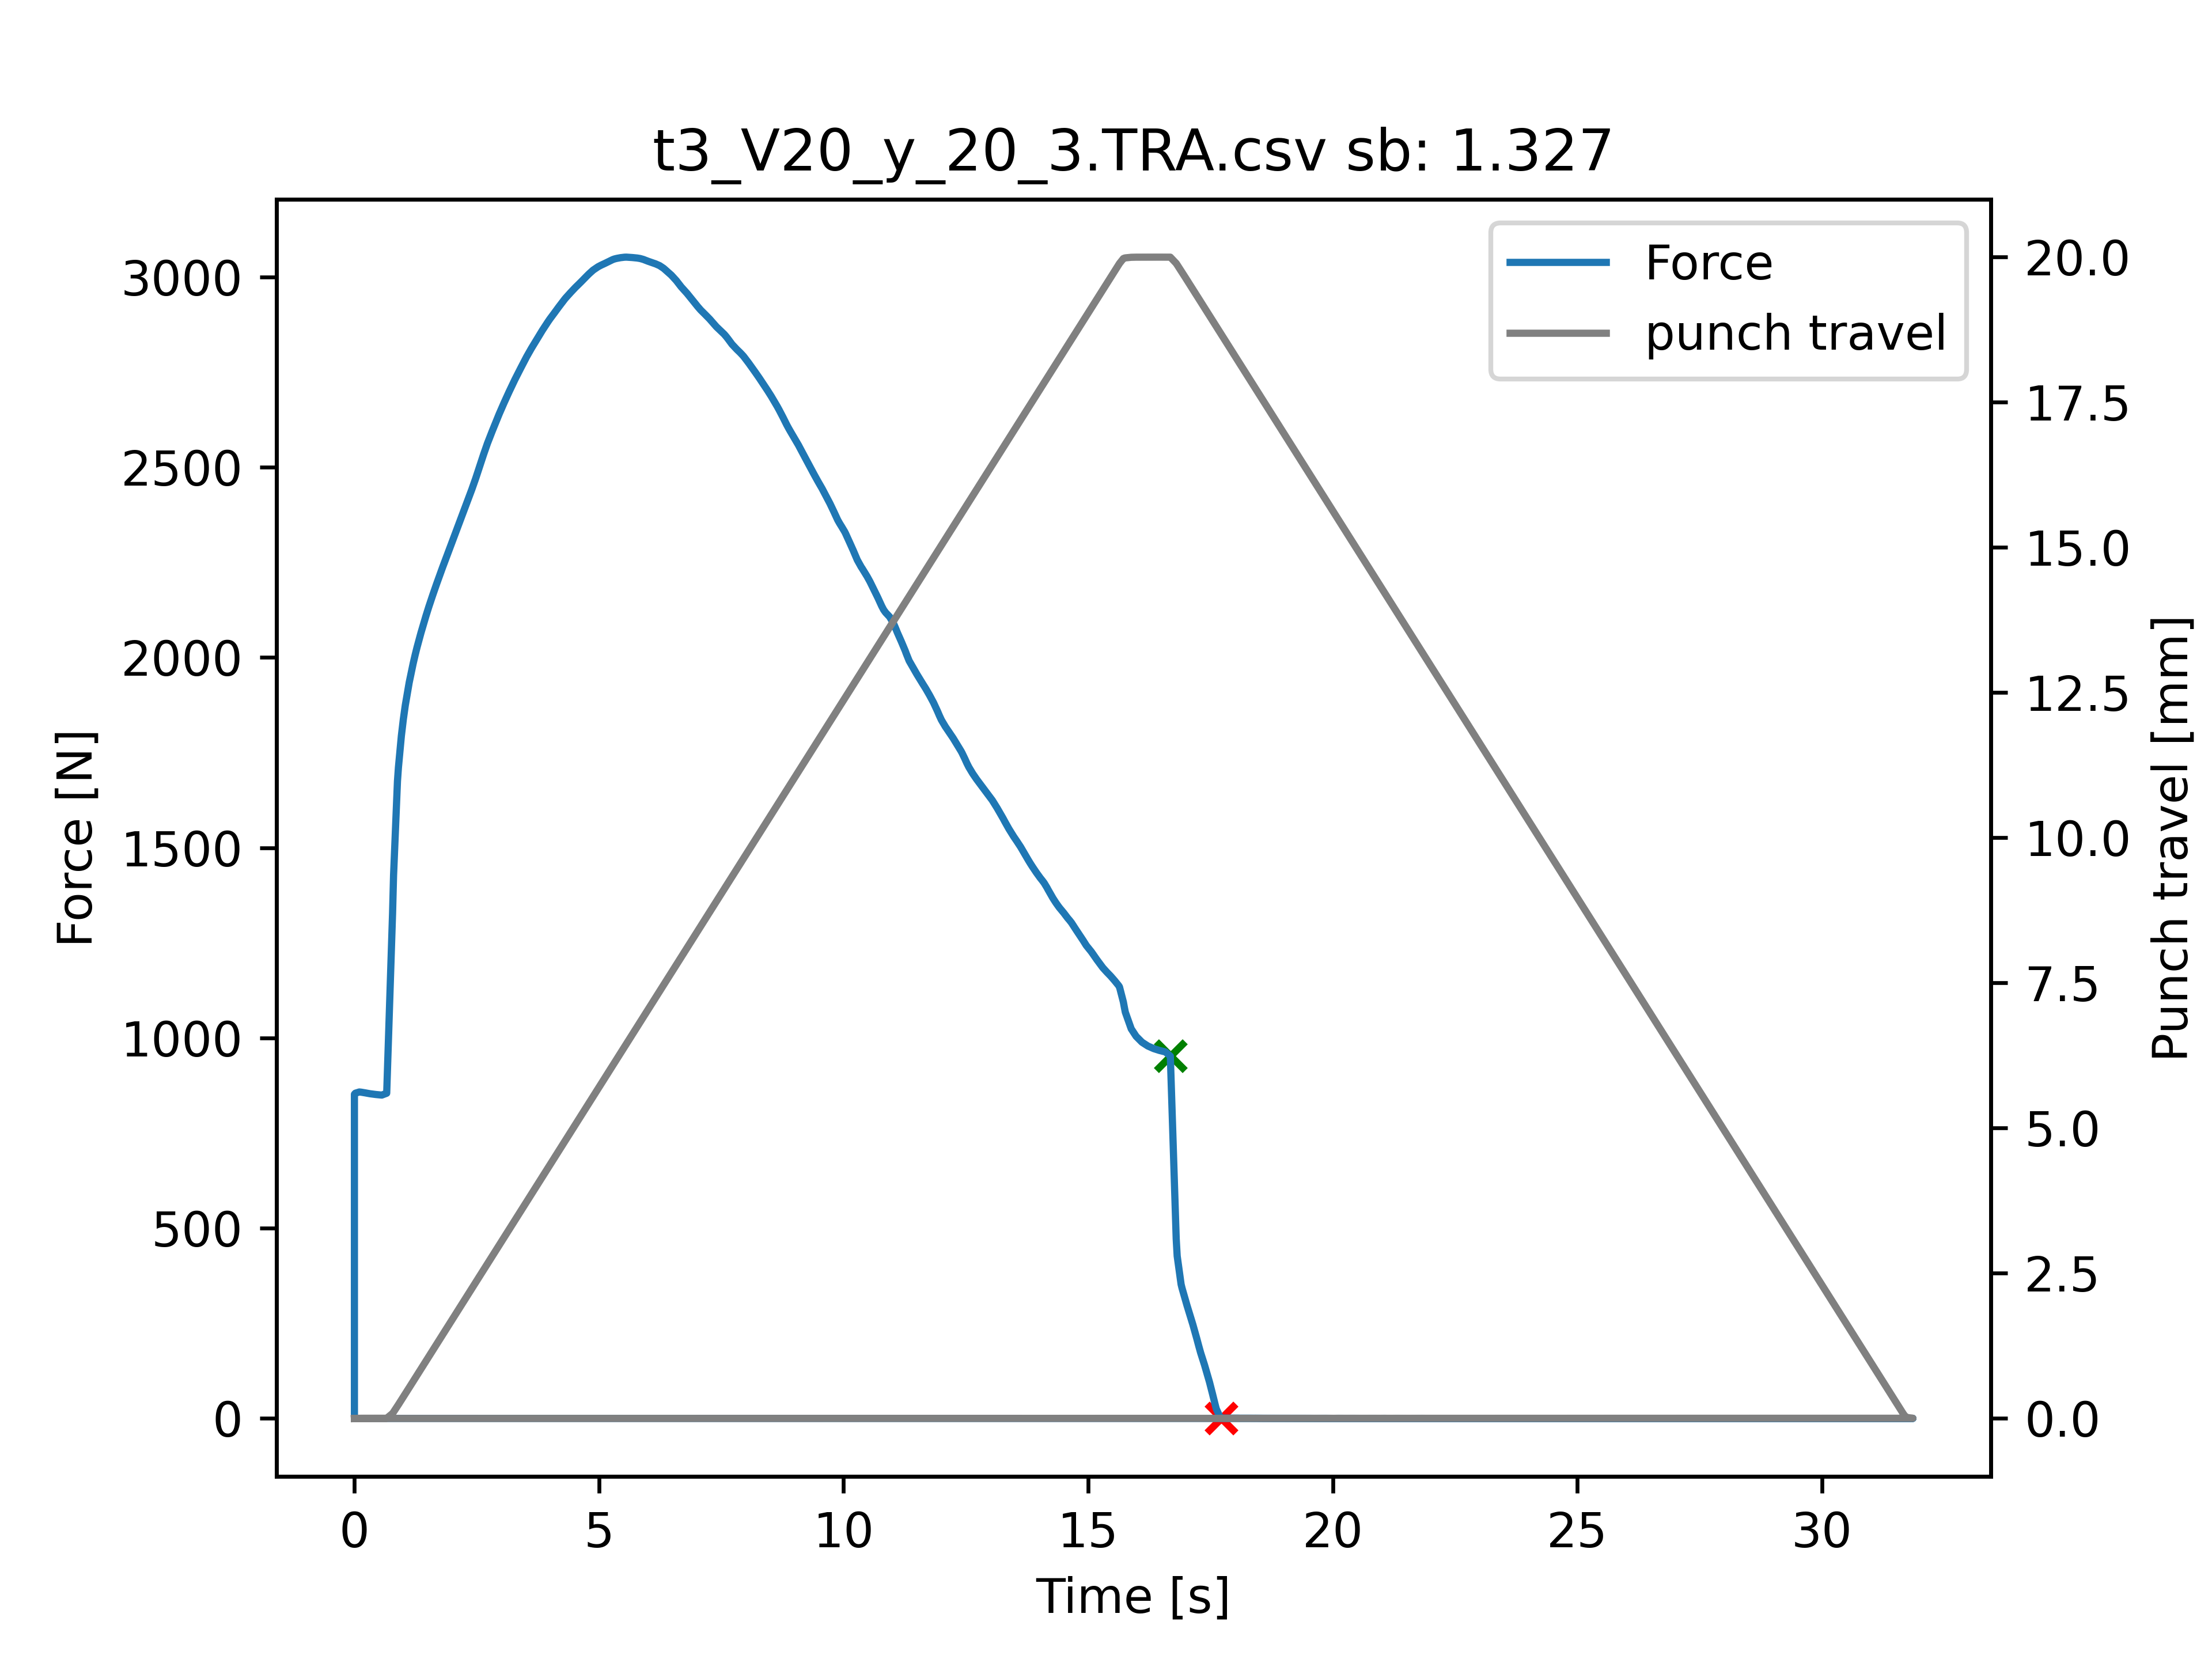 t3_V20_y_20_3.TRA.csv sb: 1.327
Force
punch travel
3000
2500
2000
1500
1000
500
0
Force [N]
20.0
17.5
15.0
12.5
10.0
7.5
5.0
2.5
0.0
Punch travel [mm]
0 5 10 15 20 25 30
Time [s]